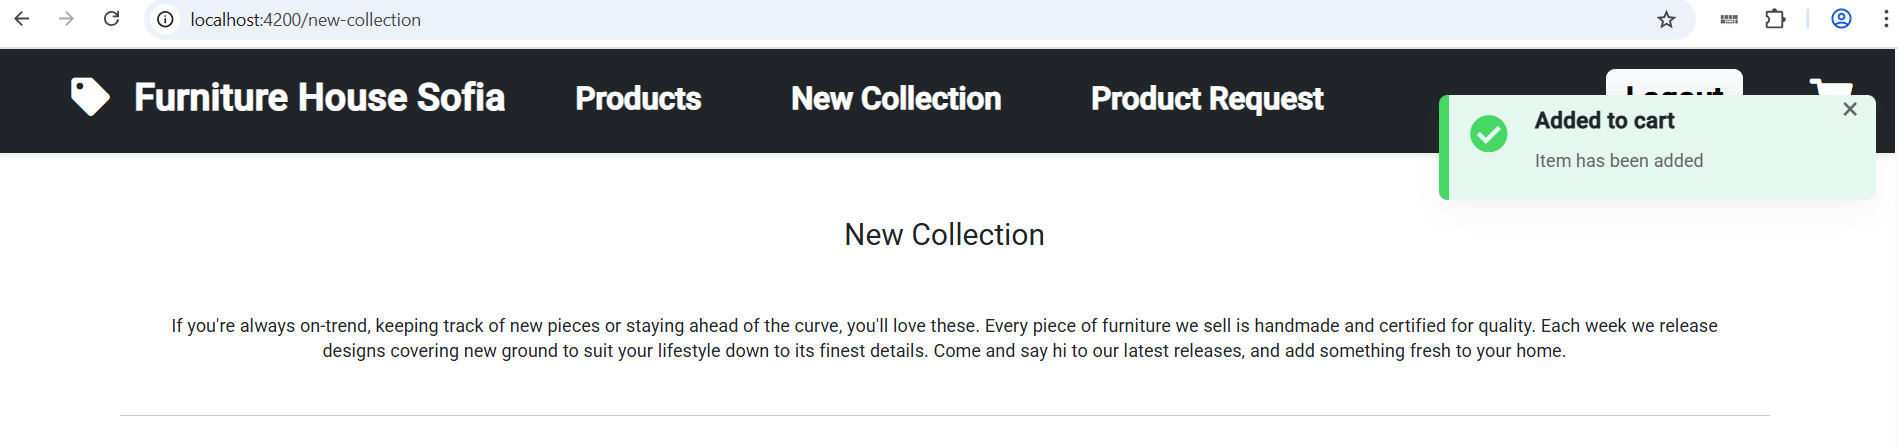 localhost:4200/new-collection
Furniture House Sofia
Products
New Collection
Product Request
Logout
Added to cart
Item has been added
New Collection
If you're always on-trend, keeping track of new pieces or staying ahead of the curve, you'll love these. Every piece of furniture we sell is handmade and certified for quality. Each week we release
designs covering new ground to suit your lifestyle down to its finest details. Come and say hi to our latest releases, and add something fresh to your home.